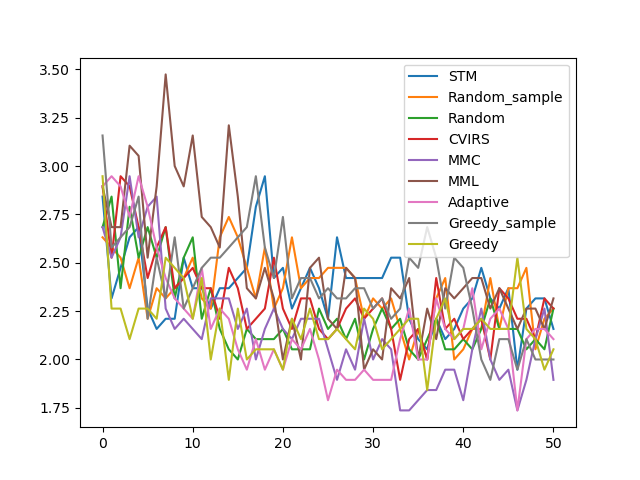 3.50
3.25
3.00
2.75
2.50
2.25
2.00
1.75
0
10
20
30
40
50
STM
Random_sample
Random
CVIRS
MMC
MML
Adaptive
Greedy_sample
Greedy